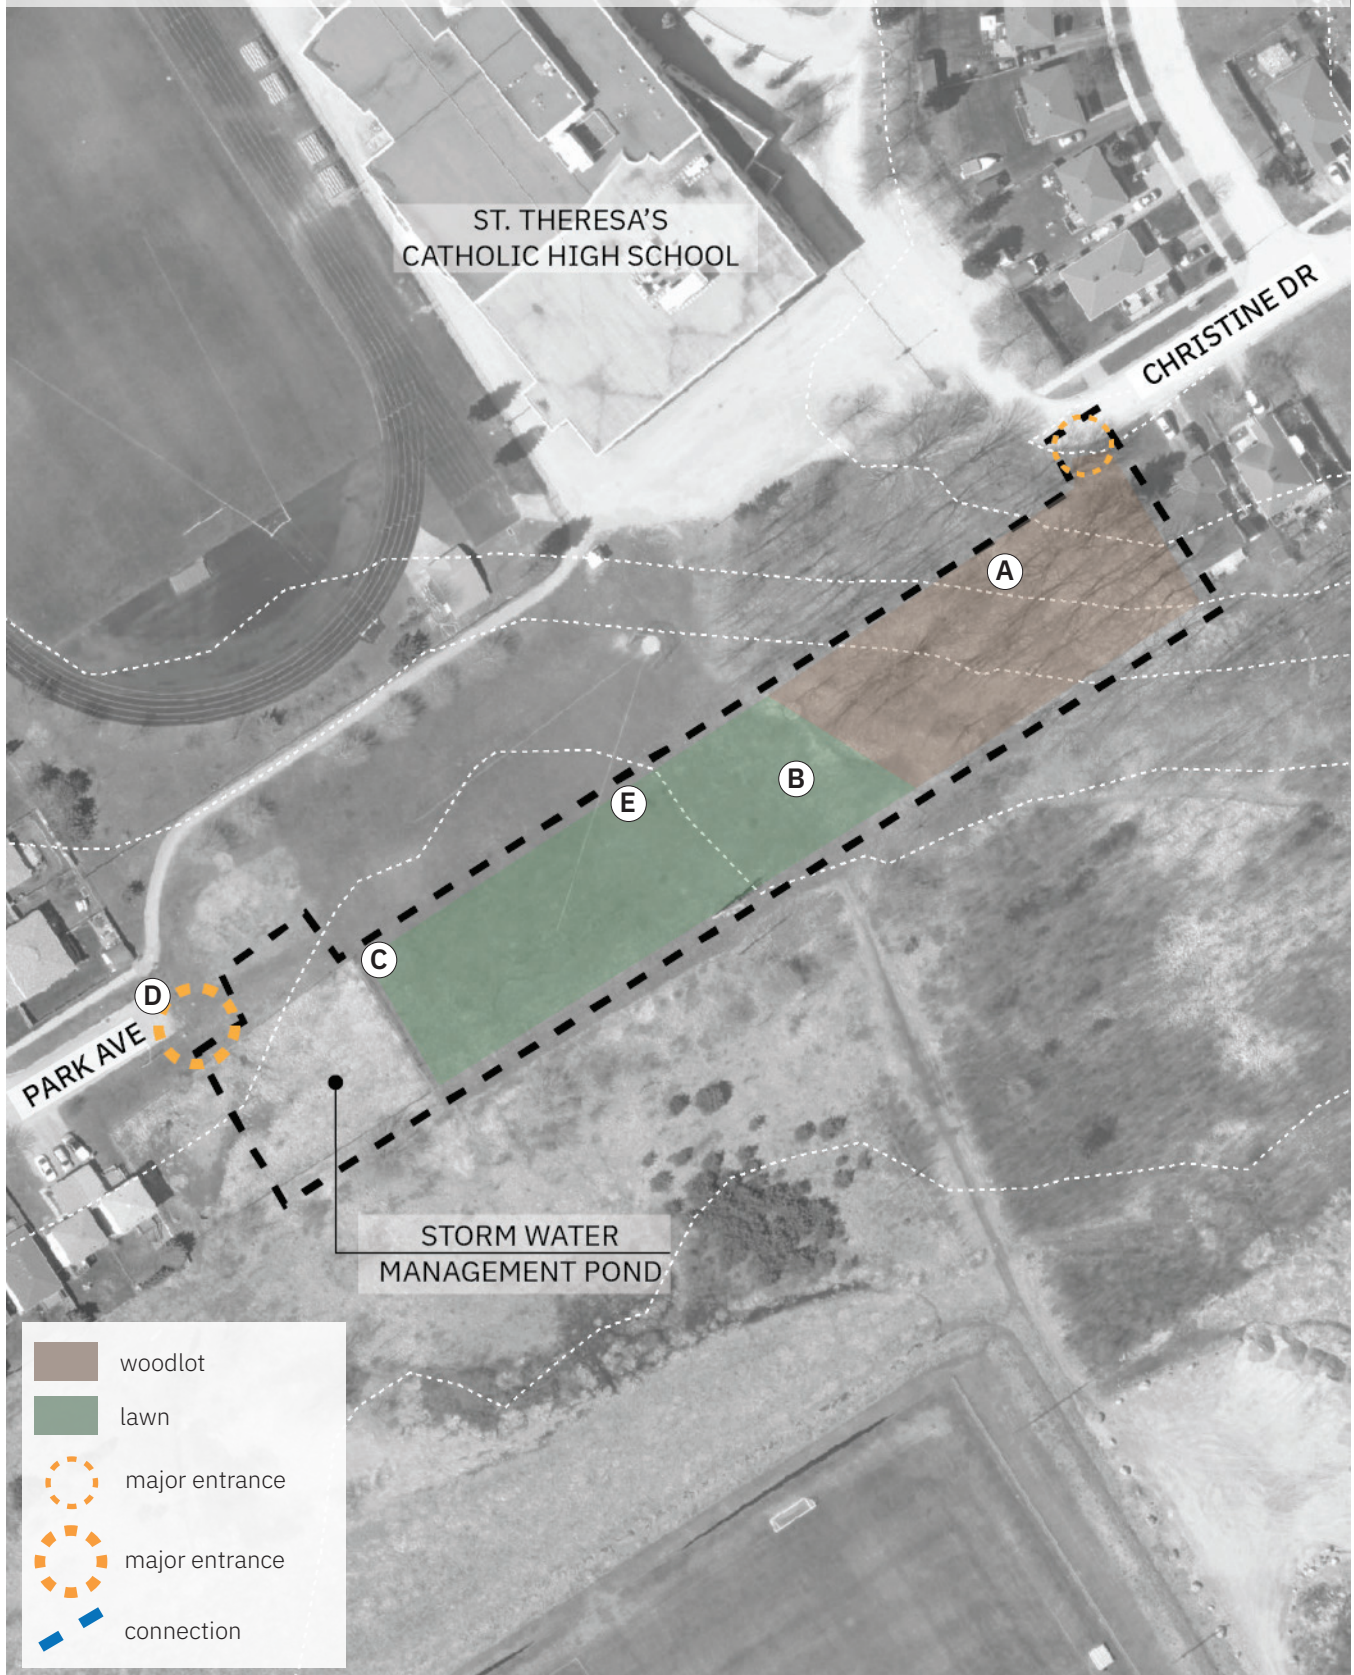 ST. THERESA'S
CATHOLIC HIGH SCHOOL
CHRISTINE DR
A
B
E
C
D
PARK AVE
STORM WATER
MANAGEMENT POND
woodlot
lawn
major entrance
major entrance
connection